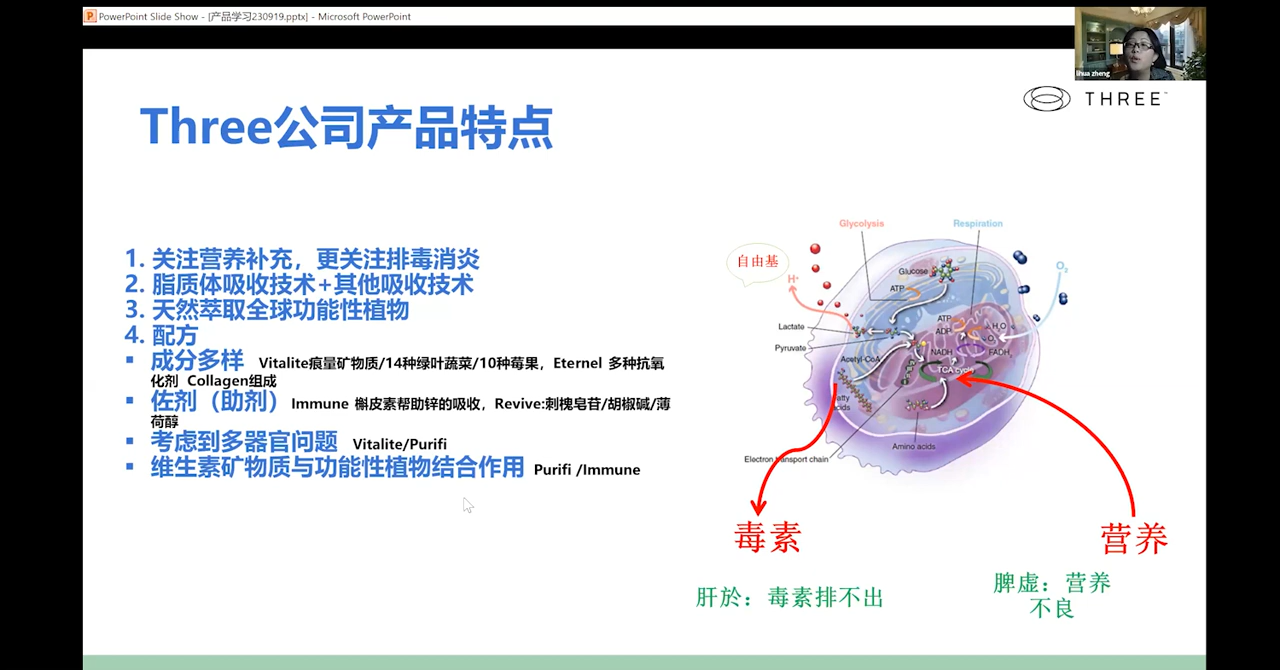 PowerPoint Slide Show - [产品学习230919.pptx] - Microsoft PowerPoint
lihua zheng
THREE
Three公司产品特点
1. 关注营养补充，更关注排毒消炎
2. 脂质体吸收技术+其他吸收技术
3. 天然萃取全球功能性植物
4. 配方
▪ 成分多样 Vitalite痕量矿物质/14种绿叶蔬菜/10种莓果，Eternel 多种抗氧
化剂 Collagen组成
▪ 佐剂（助剂） Immune 槲皮素帮助锌的吸收，Revive:刺槐皂苷/胡椒碱/薄
荷醇
▪ 考虑到多器官问题 Vitalite/Purifi
▪ 维生素矿物质与功能性植物结合作用 Purifi /Immune
Glycolysis
Respiration
自由基
H+
O2
Glucose
ATP
Lactate
Pyruvate
ATP
ADP
H2O
O2
NADH
FADH2
Acetyl-CoA
TCA cycle
Fatty
acids
Amino acids
Electron transport chain
毒素
营养
肝於：毒素排不出
脾虚：营养
不良